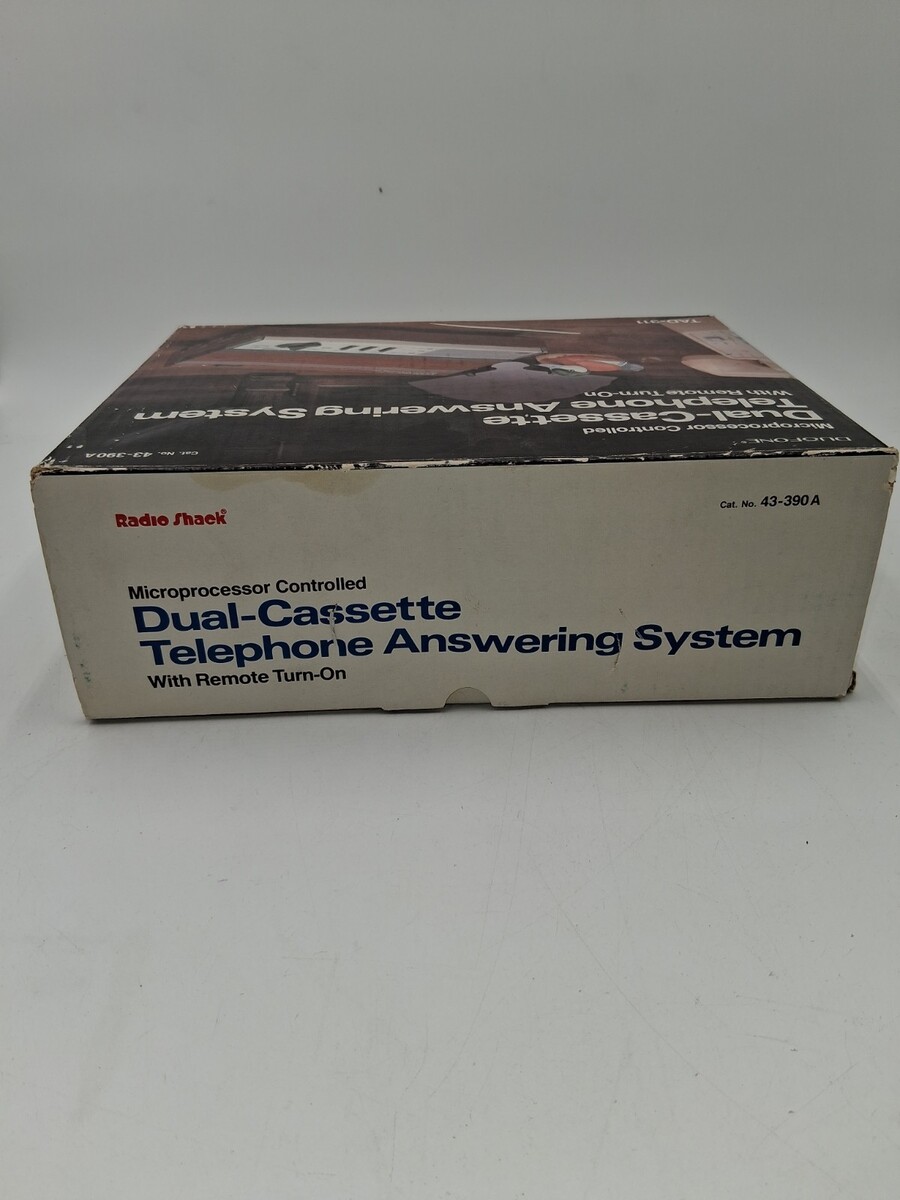 TAD-311
With Remote Turn-On
Telephone Answering System
Dual-Cassette
Microprocessor Controlled
DUOFONE
Cat. No. 43-390A
Radio Shack®
Cat. No. 43-390A
Microprocessor Controlled
Dual-Cassette
Telephone Answering System
With Remote Turn-On